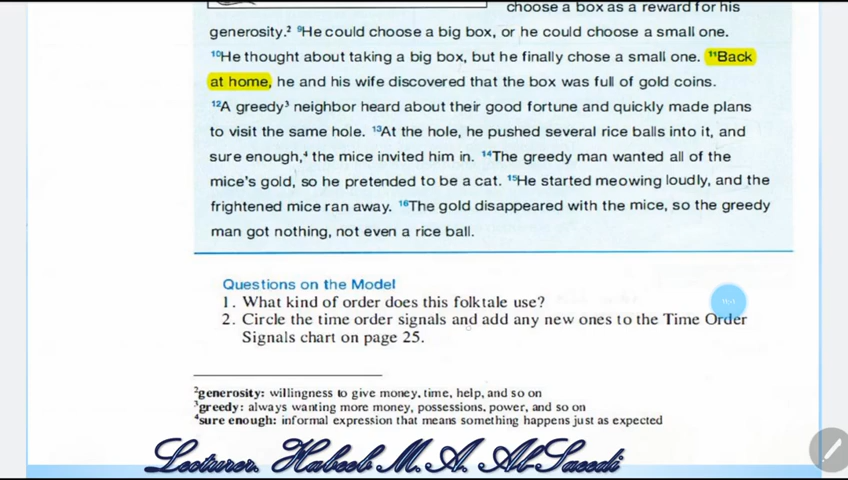 choose a box as a reward for his
generosity.² ⁹He could choose a big box, or he could choose a small one.
¹⁰He thought about taking a big box, but he finally chose a small one. ¹¹Back
at home, he and his wife discovered that the box was full of gold coins.
¹²A greedy³ neighbor heard about their good fortune and quickly made plans
to visit the same hole. ¹³At the hole, he pushed several rice balls into it, and
sure enough,⁴ the mice invited him in. ¹⁴The greedy man wanted all of the
mice's gold, so he pretended to be a cat. ¹⁵He started meowing loudly, and the
frightened mice ran away. ¹⁶The gold disappeared with the mice, so the greedy
man got nothing, not even a rice ball.
Questions on the Model
1. What kind of order does this folktale use?
2. Circle the time order signals and add any new ones to the Time Order
Signals chart on page 25.
²generosity: willingness to give money, time, help, and so on
³greedy: always wanting more money, possessions, power, and so on
⁴sure enough: informal expression that means something happens just as expected
Lecturer. Habeeb M. A. Al-Saeedi